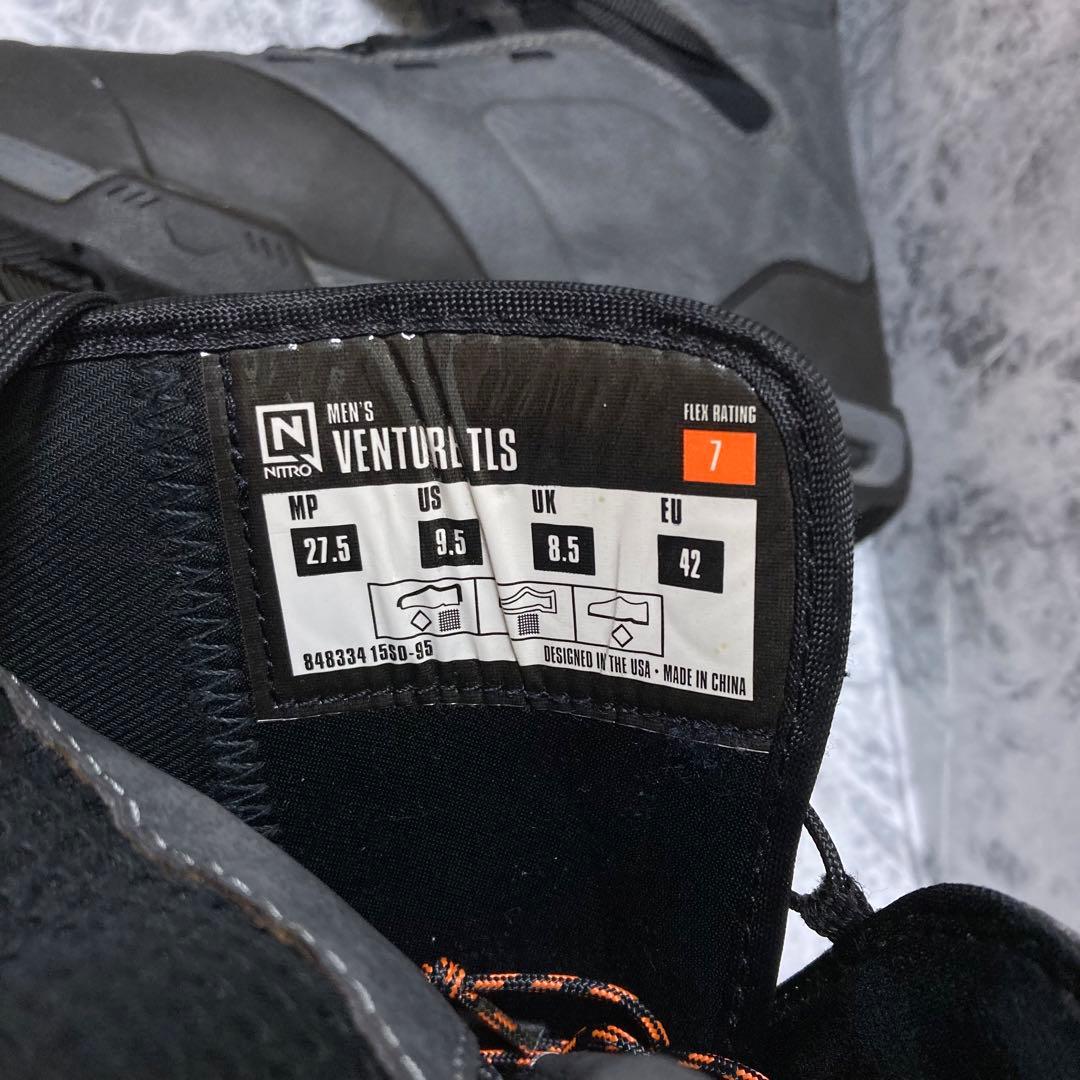 N
NITRO
MEN'S
VENTURE TLS
FLEX RATING
7
MP US UK EU
27.5 9.5 8.5 42
848334 15SO-95
DESIGNED IN THE USA • MADE IN CHINA